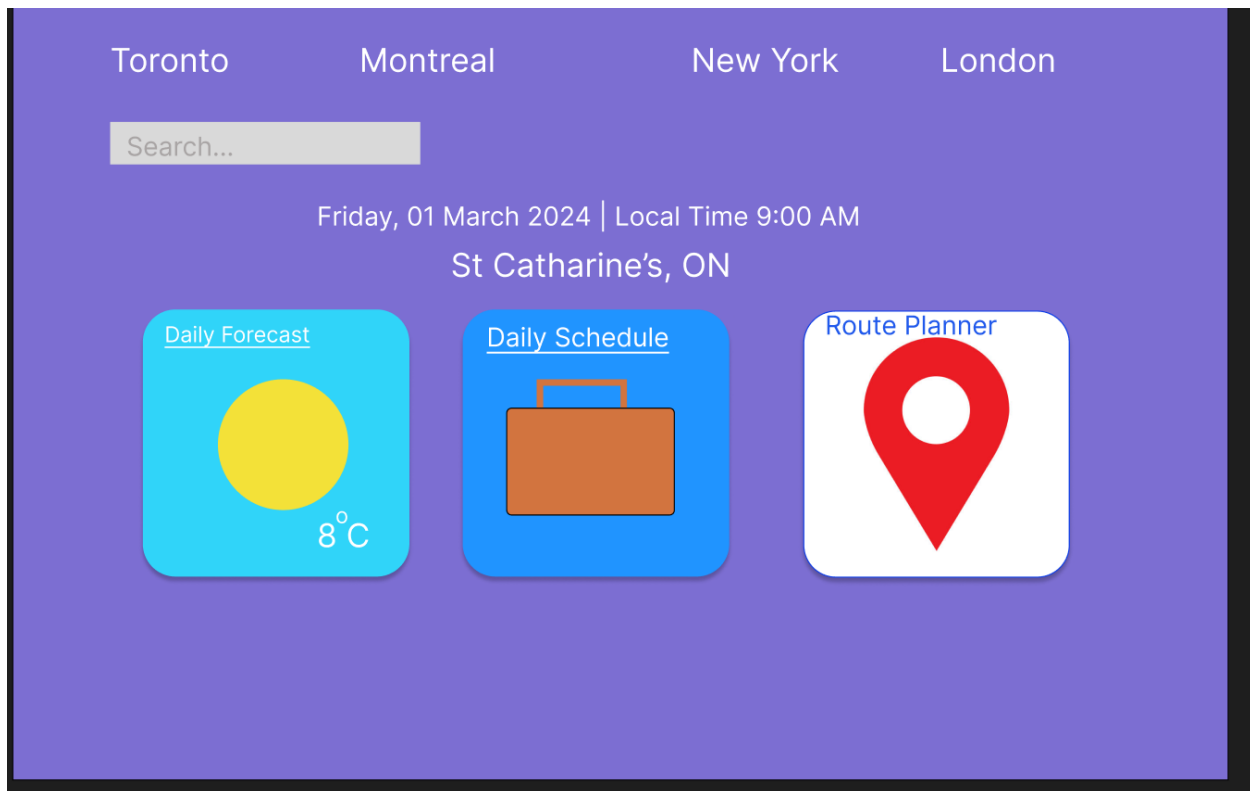 Toronto Montreal New York London
Search...
Friday, 01 March 2024 | Local Time 9:00 AM
St Catharine’s, ON
Daily Forecast
8°C
Daily Schedule
Route Planner